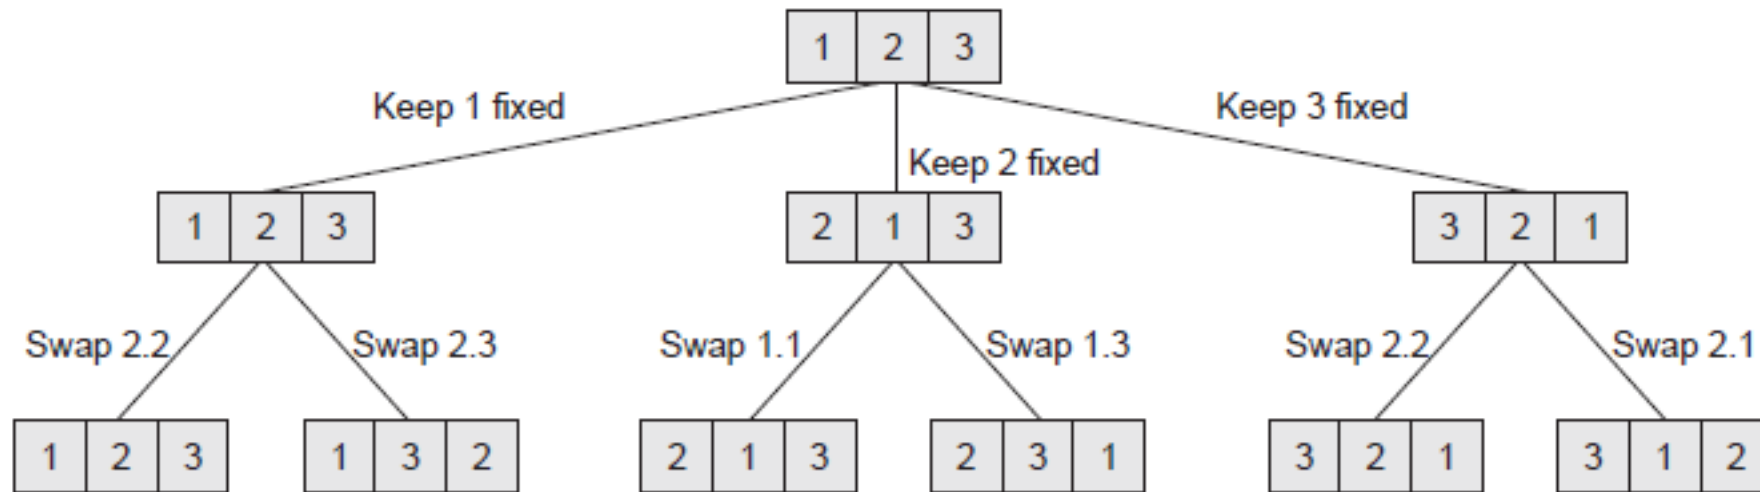 1 2 3
Keep 1 fixed Keep 3 fixed
Keep 2 fixed
1 2 3 2 1 3 3 2 1
Swap 2.2 Swap 2.3 Swap 1.1 Swap 1.3 Swap 2.2 Swap 2.1
1 2 3 1 3 2 2 1 3 2 3 1 3 2 1 3 1 2